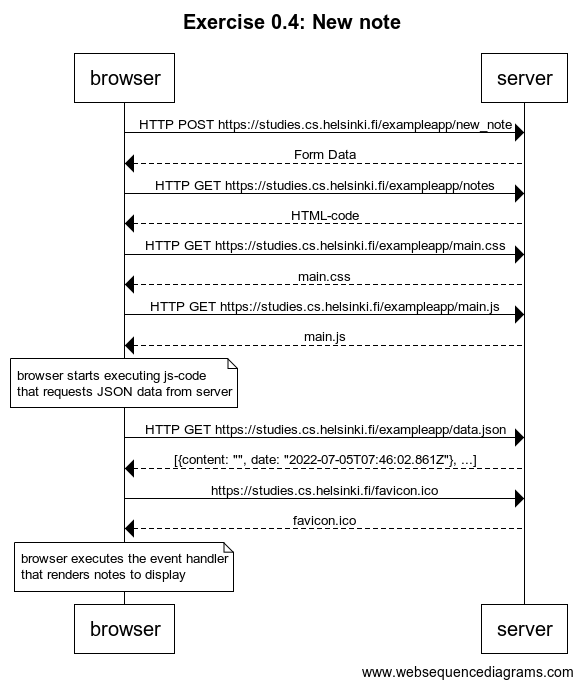 Exercise 0.4: New note
browser
server
HTTP POST https://studies.cs.helsinki.fi/exampleapp/new_note
Form Data
HTTP GET https://studies.cs.helsinki.fi/exampleapp/notes
HTML-code
HTTP GET https://studies.cs.helsinki.fi/exampleapp/main.css
main.css
HTTP GET https://studies.cs.helsinki.fi/exampleapp/main.js
main.js
browser starts executing js-code
that requests JSON data from server
HTTP GET https://studies.cs.helsinki.fi/exampleapp/data.json
[{content: "", date: "2022-07-05T07:46:02.861Z"}, ...]
https://studies.cs.helsinki.fi/favicon.ico
favicon.ico
browser executes the event handler
that renders notes to display
browser
server
www.websequencediagrams.com